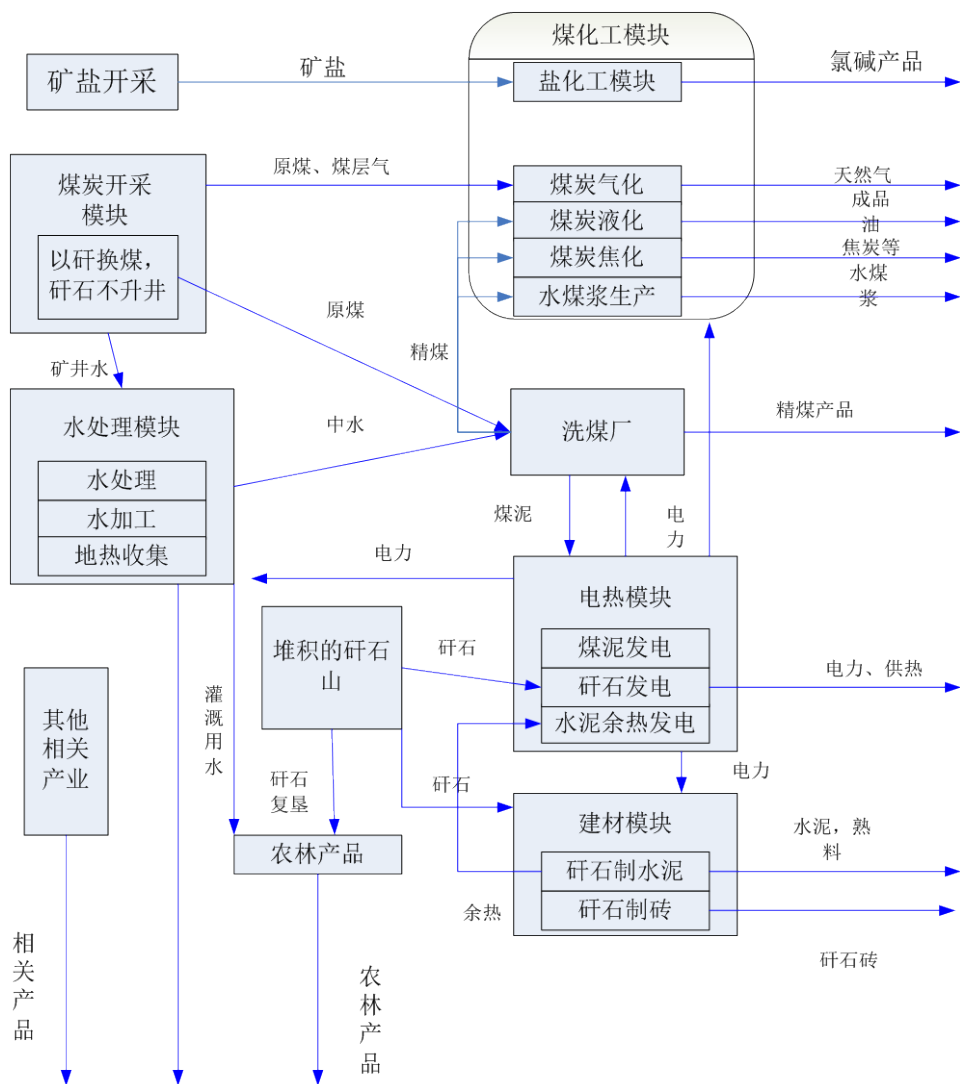 煤化工模块
矿盐开采
矿盐
盐化工模块
氯碱产品
煤炭开采
模块
以矸换煤，
矸石不升井
原煤、煤层气
煤炭气化
煤炭液化
煤炭焦化
水煤浆生产
天然气
成品
油
焦炭等
水煤
浆
原煤
精煤
矿井水
水处理模块
水处理
水加工
地热收集
中水
洗煤厂
精煤产品
煤泥
电
力
电力
电热模块
煤泥发电
矸石发电
水泥余热发电
电力、供热
堆积的矸石
山
矸石
其他
相关
产业
灌
溉
用
水
矸石
复垦
矸石
电力
农林产品
建材模块
矸石制水泥
矸石制砖
水泥，熟
料
余热
矸石砖
相
关
产
品
农
林
产
品